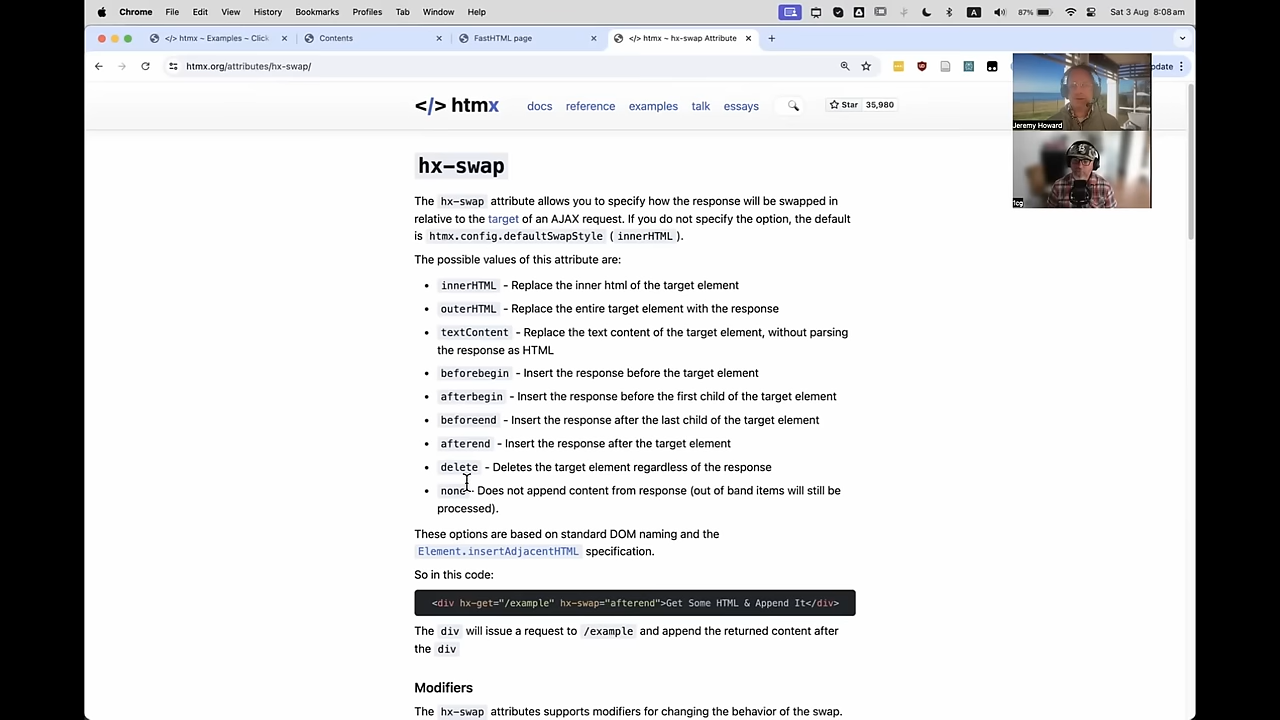 Chrome File Edit View History Bookmarks Profiles Tab Window Help A 87% Sat 3 Aug 8:08 am
</> htmx ~ Examples ~ Click Contents FastHTML page </> htmx ~ hx-swap Attribute
htmx.org/attributes/hx-swap/
</> htmx docs reference examples talk essays Star 35,980
Jeremy Howard
hx-swap
The hx-swap attribute allows you to specify how the response will be swapped in
relative to the target of an AJAX request. If you do not specify the option, the default
is htmx.config.defaultSwapStyle ( innerHTML ).
The possible values of this attribute are:
• innerHTML - Replace the inner html of the target element
• outerHTML - Replace the entire target element with the response
• textContent - Replace the text content of the target element, without parsing
the response as HTML
• beforebegin - Insert the response before the target element
• afterbegin - Insert the response before the first child of the target element
• beforeend - Insert the response after the last child of the target element
• afterend - Insert the response after the target element
• delete - Deletes the target element regardless of the response
• none - Does not append content from response (out of band items will still be
processed).
These options are based on standard DOM naming and the
Element.insertAdjacentHTML specification.
So in this code:
<div hx-get="/example" hx-swap="afterend">Get Some HTML & Append It</div>
The div will issue a request to /example and append the returned content after
the div
Modifiers
The hx-swap attributes supports modifiers for changing the behavior of the swap.